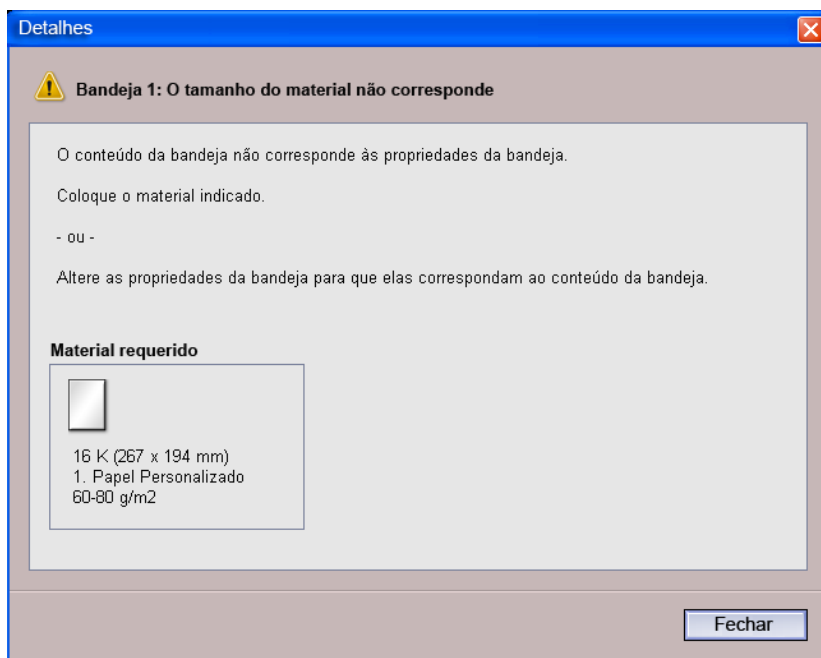 Detalhes
Bandeja 1: O tamanho do material não corresponde
O conteúdo da bandeja não corresponde às propriedades da bandeja.
Coloque o material indicado.
- ou -
Altere as propriedades da bandeja para que elas correspondam ao conteúdo da bandeja.
Material requerido
16 K (267 x 194 mm)
1. Papel Personalizado
60-80 g/m2
Fechar